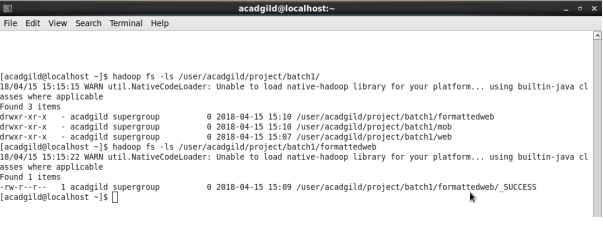 acadgild@localhost:~
File Edit View Search Terminal Help
[acadgild@localhost ~]$ hadoop fs -ls /user/acadgild/project/batch1/
18/04/15 15:15:15 WARN util.NativeCodeLoader: Unable to load native-hadoop library for your platform... using builtin-java cl
asses where applicable
Found 3 items
drwxr-xr-x   - acadgild supergroup          0 2018-04-15 15:10 /user/acadgild/project/batch1/formattedweb
drwxr-xr-x   - acadgild supergroup          0 2018-04-15 15:10 /user/acadgild/project/batch1/mob
drwxr-xr-x   - acadgild supergroup          0 2018-04-15 15:07 /user/acadgild/project/batch1/web
[acadgild@localhost ~]$ hadoop fs -ls /user/acadgild/project/batch1/formattedweb
18/04/15 15:15:22 WARN util.NativeCodeLoader: Unable to load native-hadoop library for your platform... using builtin-java cl
asses where applicable
Found 1 items
-rw-r--r--   1 acadgild supergroup          0 2018-04-15 15:09 /user/acadgild/project/batch1/formattedweb/_SUCCESS
[acadgild@localhost ~]$